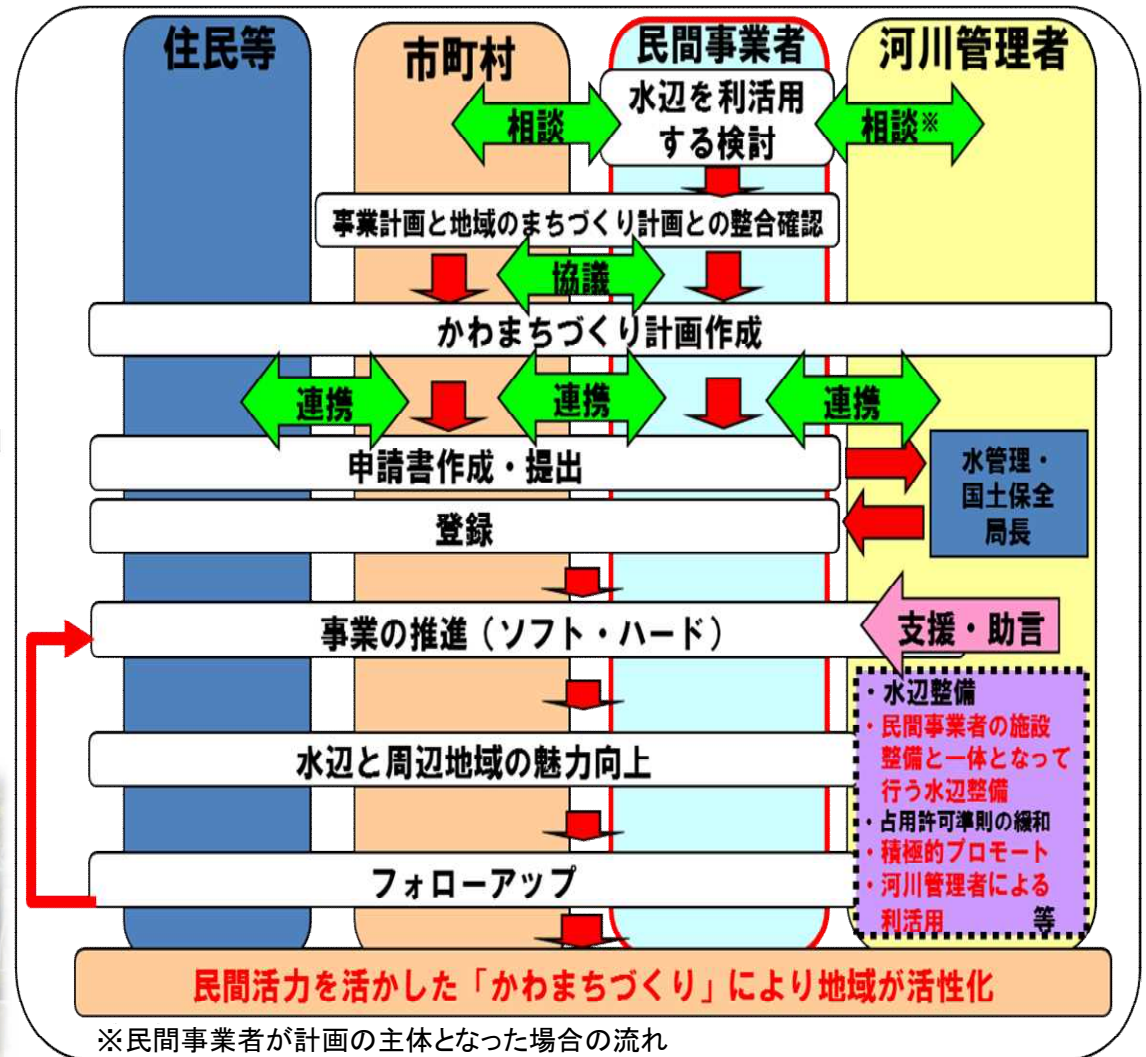 住民等
市町村
民間事業者
河川管理者
水辺を利活用
する検討
相談
相談※
事業計画と地域のまちづくり計画との整合確認
協議
かわまちづくり計画作成
連携
連携
連携
申請書作成・提出
水管理・
国土保全
局長
登録
事業の推進（ソフト・ハード）
支援・助言
・水辺整備
・民間事業者の施設
整備と一体となって
行う水辺整備
・占用許可準則の緩和
・積極的プロモート
・河川管理者による
利活用 等
水辺と周辺地域の魅力向上
フォローアップ
民間活力を活かした「かわまちづくり」により地域が活性化
※民間事業者が計画の主体となった場合の流れ